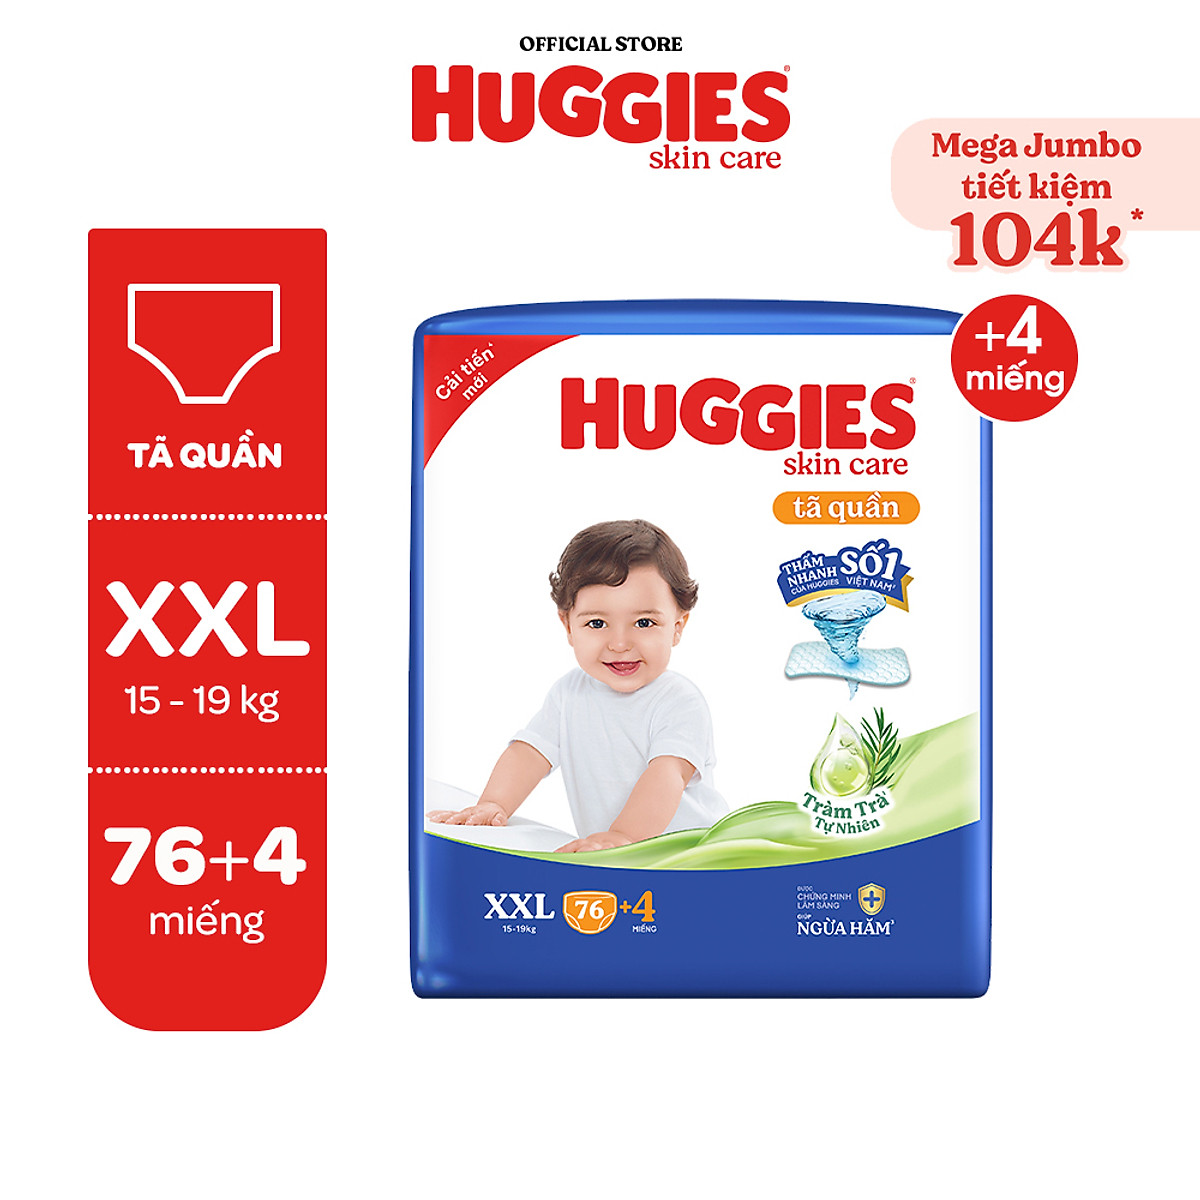 OFFICIAL STORE
HUGGIES®
skin care
Mega Jumbo
tiết kiệm
104k*
+4
miếng
TÃ QUẦN
XXL
15 - 19 kg
76+4
miếng
Cải tiến
mới
HUGGIES®
skin care
tã quần
THẤM
NHANH
CỦA HUGGIES
SỐ1
VIỆT NAM
Tràm Trà
Tự Nhiên
XXL
15-19kg
76
+4
MIẾNG
ĐƯỢC
CHỨNG MINH
LÂM SÀNG
GIÚP
NGỪA HĂM